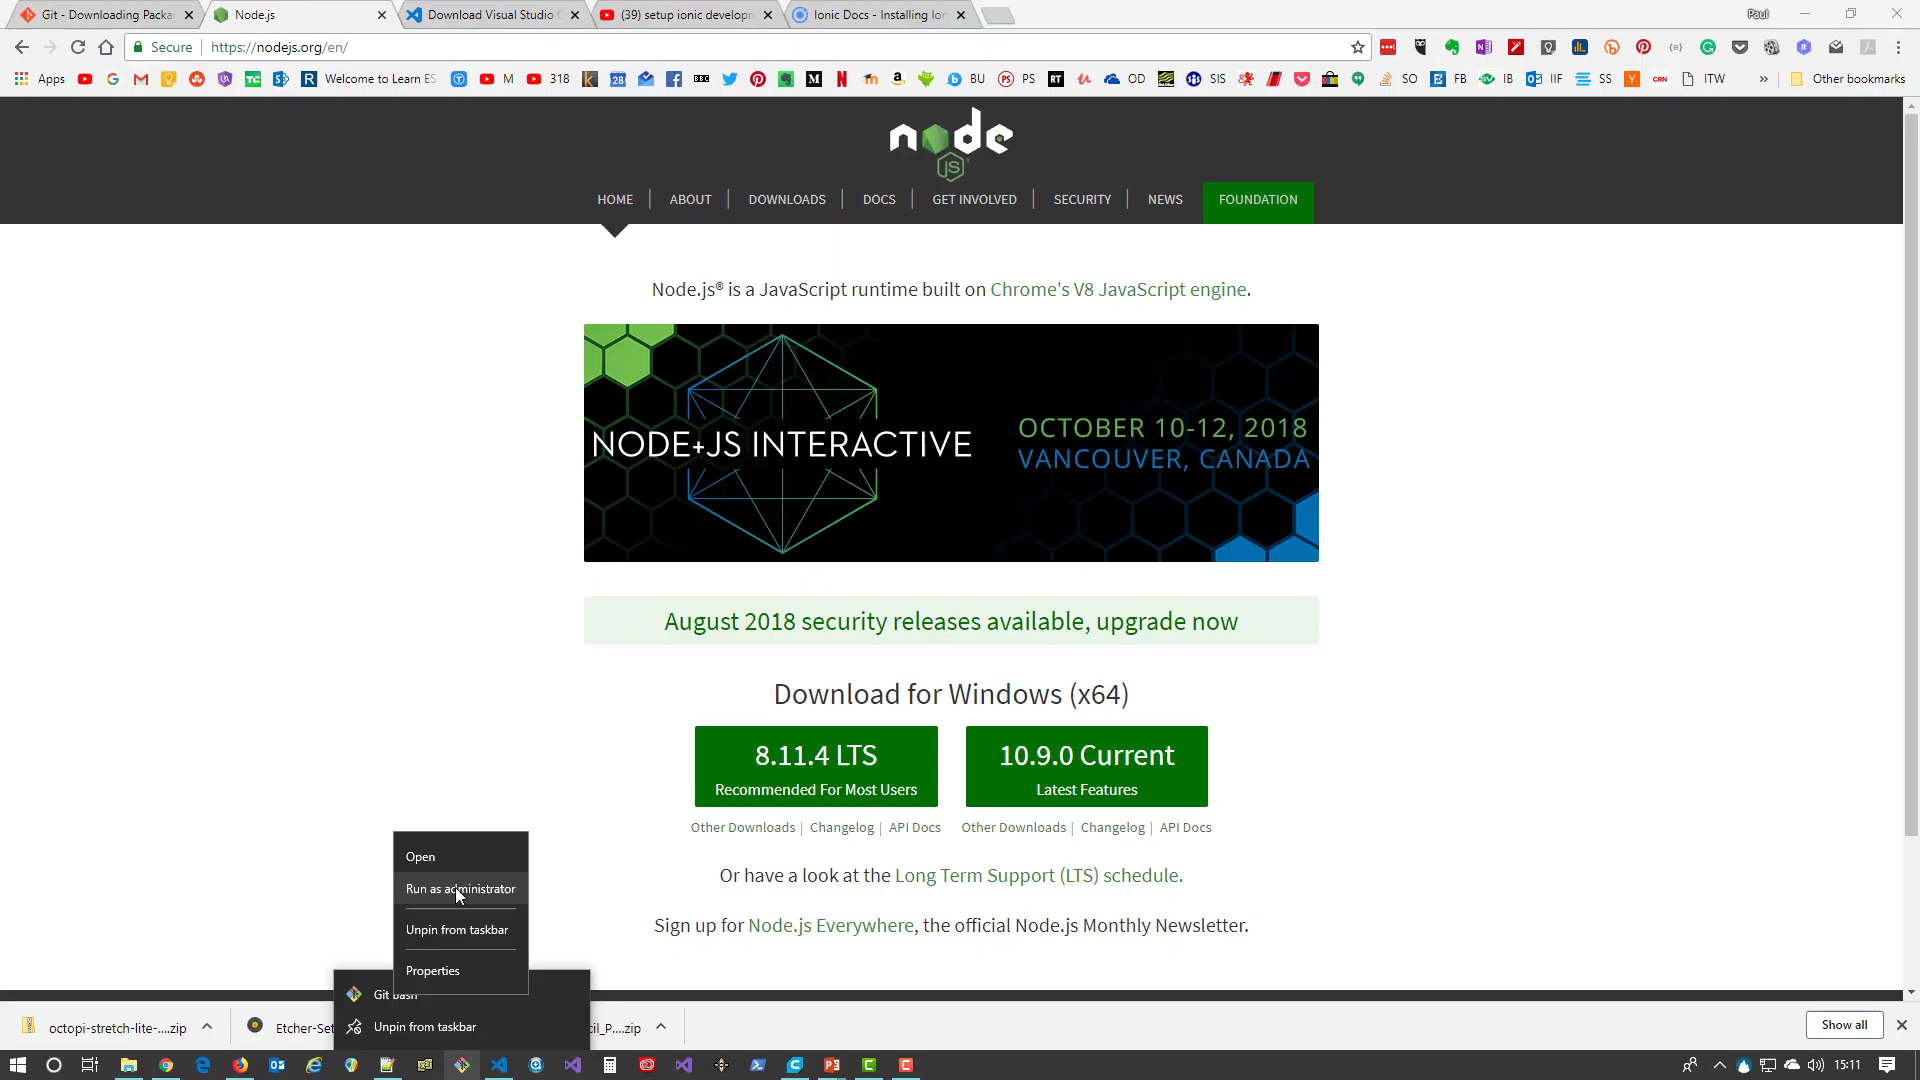 Git - Downloading Packa
Node.js
Download Visual Studio C
(39) setup ionic developm
Ionic Docs - Installing Ion
Paul
Secure
https://nodejs.org/en/
Apps
Welcome to Learn ES
M
318
BU
PS
OD
SIS
SO
FB
IB
IIF
SS
ITW
Other bookmarks
node
JS
HOME
ABOUT
DOWNLOADS
DOCS
GET INVOLVED
SECURITY
NEWS
FOUNDATION
Node.js® is a JavaScript runtime built on Chrome's V8 JavaScript engine.
NODE+JS INTERACTIVE
OCTOBER 10-12, 2018
VANCOUVER, CANADA
August 2018 security releases available, upgrade now
Download for Windows (x64)
8.11.4 LTS
Recommended For Most Users
10.9.0 Current
Latest Features
Other Downloads | Changelog | API Docs
Other Downloads | Changelog | API Docs
Or have a look at the Long Term Support (LTS) schedule.
Sign up for Node.js Everywhere, the official Node.js Monthly Newsletter.
Open
Run as administrator
Unpin from taskbar
Properties
Git Bash
Unpin from taskbar
octopi-stretch-lite-....zip
Etcher-Set
cil_P....zip
Show all
15:11